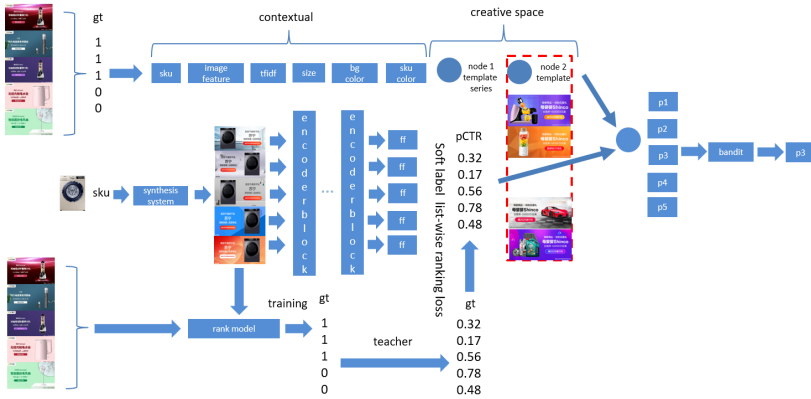 contextual
creative space
gt
1
1
1
0
0
sku
image
feature
tfidf
size
bg
color
sku
color
node 1
template
series
node 2
template
encoderblock
...
encoderblock
ff
ff
ff
ff
ff
sku
synthesis
system
Soft label list-wise ranking loss
pCTR
0.32
0.17
0.56
0.78
0.48
p1
p2
p3
p4
p5
bandit
p3
rank model
training
gt
1
1
1
0
0
teacher
gt
0.32
0.17
0.56
0.78
0.48